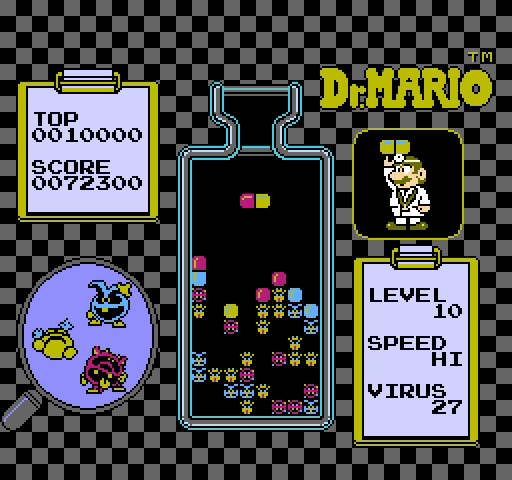 TM
Dr. MARIO
TOP
0010000
SCORE
0072300
LEVEL
10
SPEED
HI
VIRUS
27